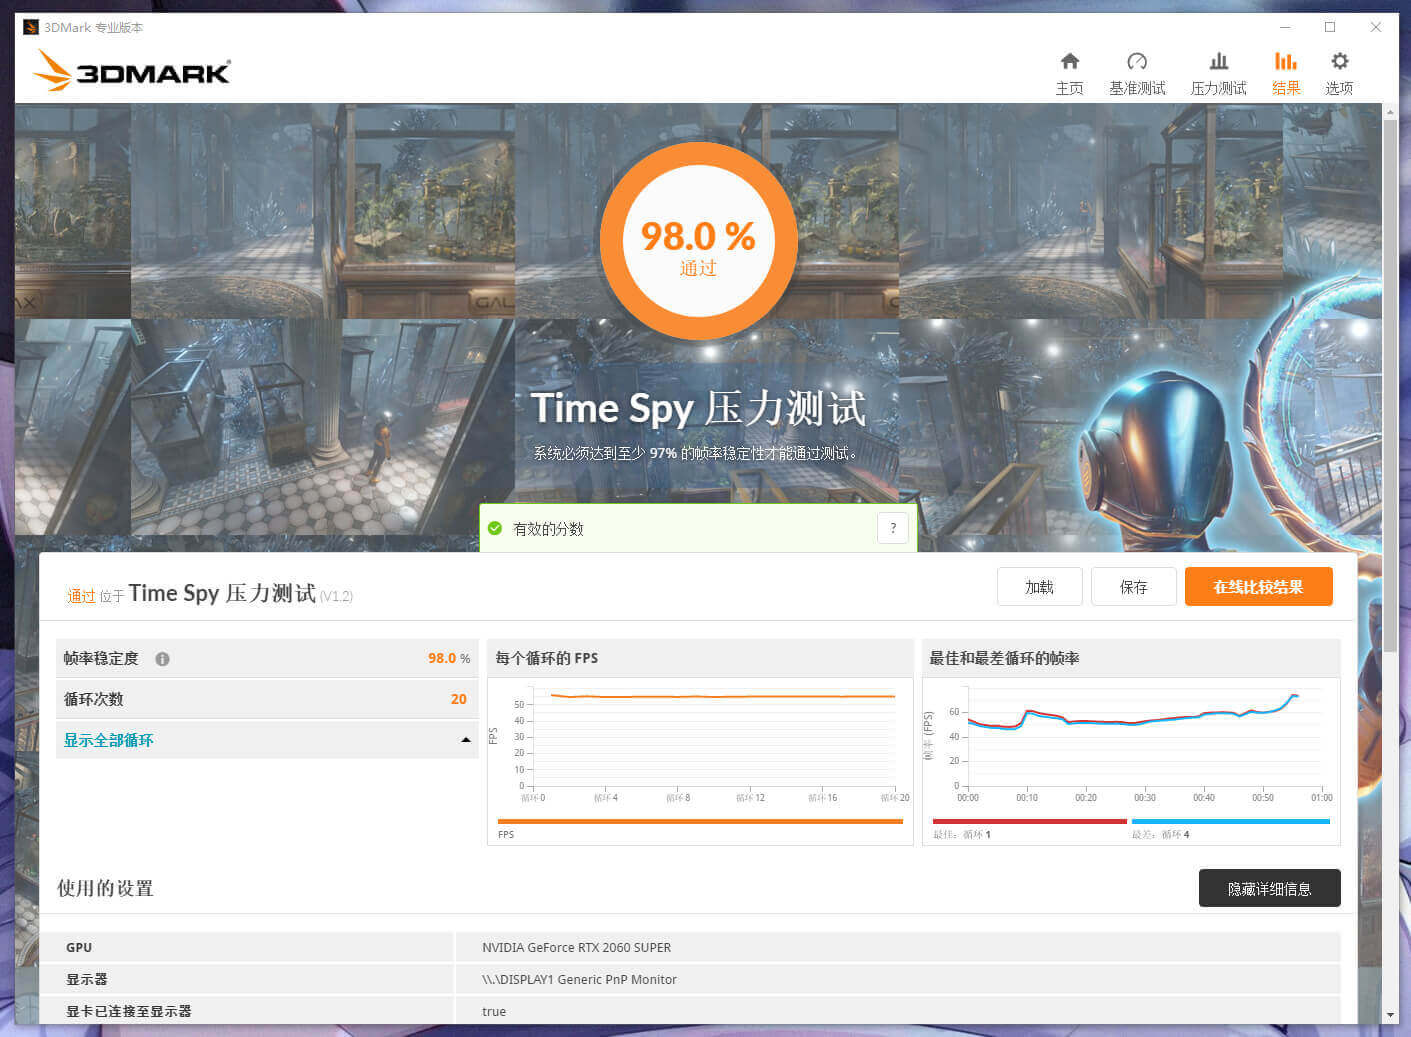 3DMark 专业版本
3DMARK
主页
基准测试
压力测试
结果
选项
98.0 %
通过
Time Spy 压力测试
系统必须达到至少 97% 的帧率稳定性才能通过测试。
有效的分数
?
通过 位于 Time Spy 压力测试 (V1.2)
加载
保存
在线比较结果
帧率稳定度
98.0 %
循环次数
20
显示全部循环
每个循环的 FPS
FPS
50
40
30
20
10
0
循环 0
循环 4
循环 8
循环 12
循环 16
循环 20
FPS
最佳和最差循环的帧率
帧率 (FPS)
60
40
20
0
00:00
00:10
00:20
00:30
00:40
00:50
01:00
最佳: 循环 1
最差: 循环 4
使用的设置
隐藏详细信息
GPU
NVIDIA GeForce RTX 2060 SUPER
显示器
\\.\DISPLAY1 Generic PnP Monitor
显卡已连接至显示器
true